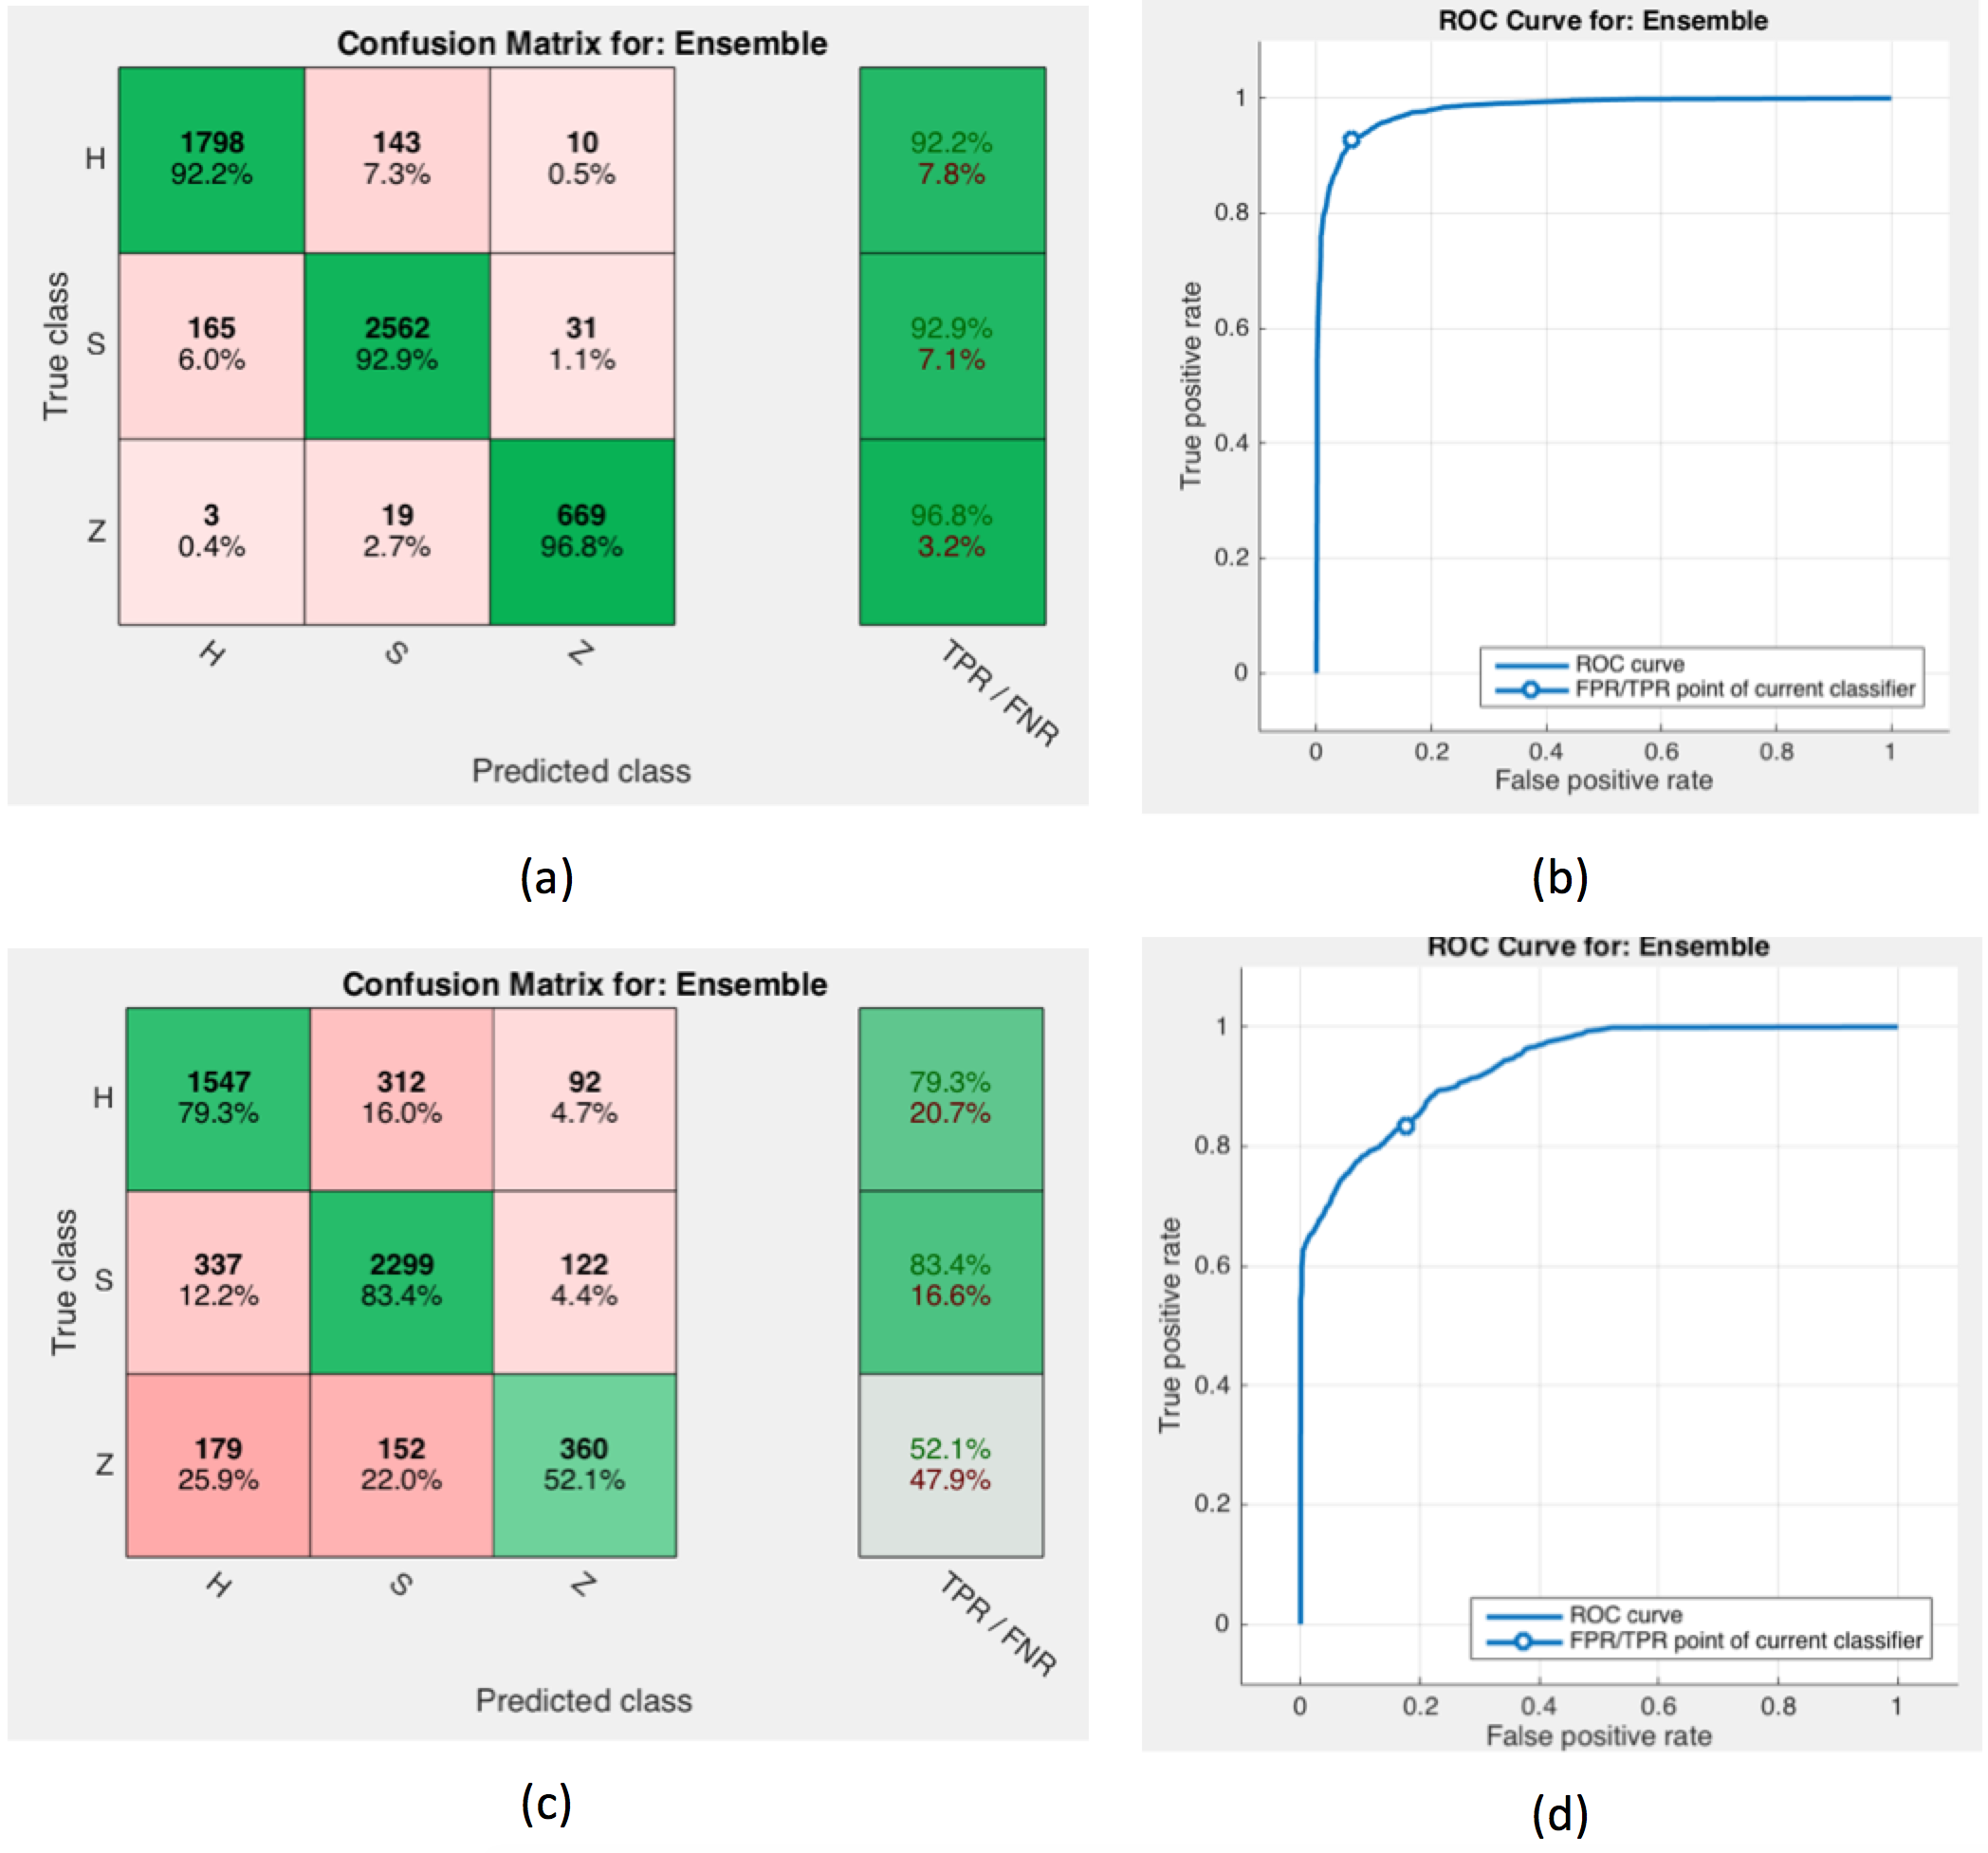 Confusion Matrix for: Ensemble
1798 143 10 92.2%
92.2% 7.3% 0.5% 7.8%
H
165 2562 31 92.9%
6.0% 92.9% 1.1% 7.1%
S
3 19 669 96.8%
0.4% 2.7% 96.8% 3.2%
Z
True class
H S Z TPR / FNR
Predicted class
(a)
ROC Curve for: Ensemble
1
0.8
0.6
0.4
0.2
0
True positive rate
ROC curve
FPR/TPR point of current classifier
0 0.2 0.4 0.6 0.8 1
False positive rate
(b)
Confusion Matrix for: Ensemble
1547 312 92 79.3%
79.3% 16.0% 4.7% 20.7%
H
337 2299 122 83.4%
12.2% 83.4% 4.4% 16.6%
S
179 152 360 52.1%
25.9% 22.0% 52.1% 47.9%
Z
True class
H S Z TPR / FNR
Predicted class
(c)
ROC Curve for: Ensemble
1
0.8
0.6
0.4
0.2
0
True positive rate
ROC curve
FPR/TPR point of current classifier
0 0.2 0.4 0.6 0.8 1
False positive rate
(d)